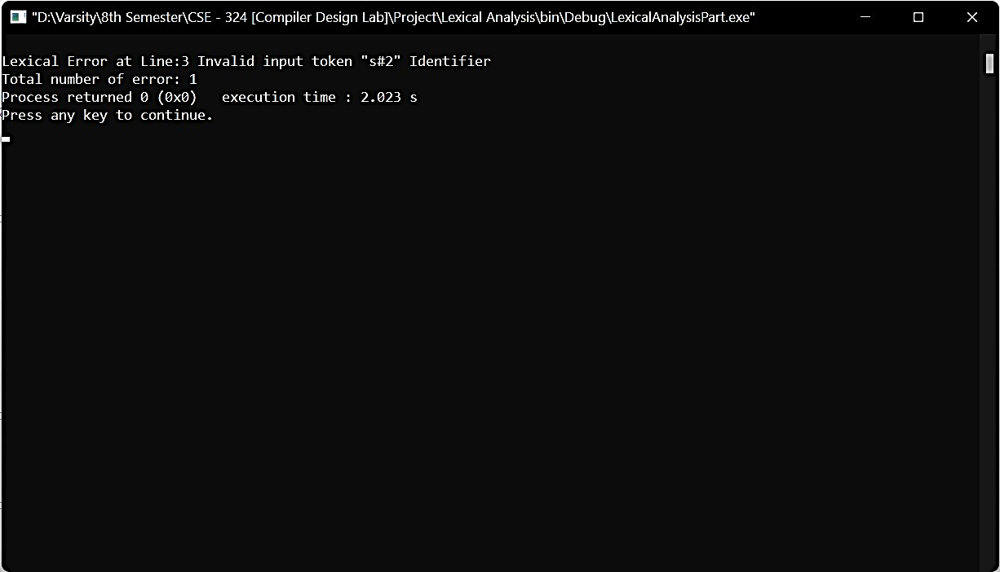 "D:\Varsity\8th Semester\CSE - 324 [Compiler Design Lab]\Project\Lexical Analysis\bin\Debug\LexicalAnalysisPart.exe"
Lexical Error at Line:3 Invalid input token "s#2" Identifier
Total number of error: 1
Process returned 0 (0x0)   execution time : 2.023 s
Press any key to continue.